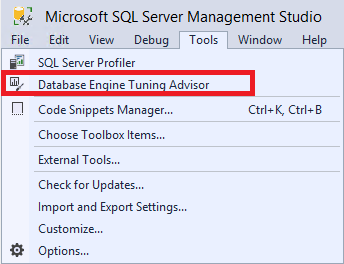 Microsoft SQL Server Management Studio
File Edit View Debug Tools Window Help
SQL Server Profiler
Database Engine Tuning Advisor
Code Snippets Manager... Ctrl+K, Ctrl+B
Choose Toolbox Items...
External Tools...
Check for Updates...
Import and Export Settings...
Customize...
Options...